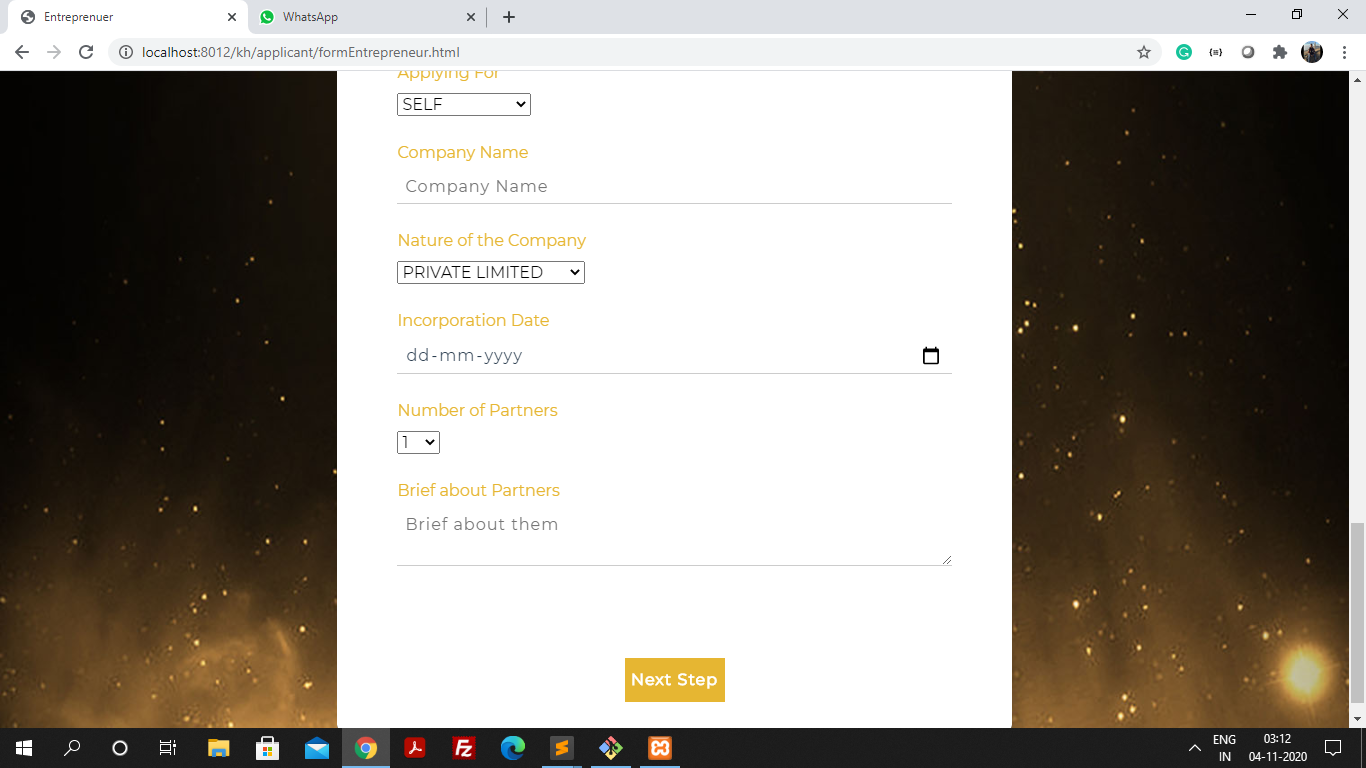 Entreprenuer
WhatsApp
localhost:8012/kh/applicant/formEntrepreneur.html
Applying For
SELF
Company Name
Company Name
Nature of the Company
PRIVATE LIMITED
Incorporation Date
dd-mm-yyyy
Number of Partners
1
Brief about Partners
Brief about them
Next Step
ENG
IN
03:12
04-11-2020